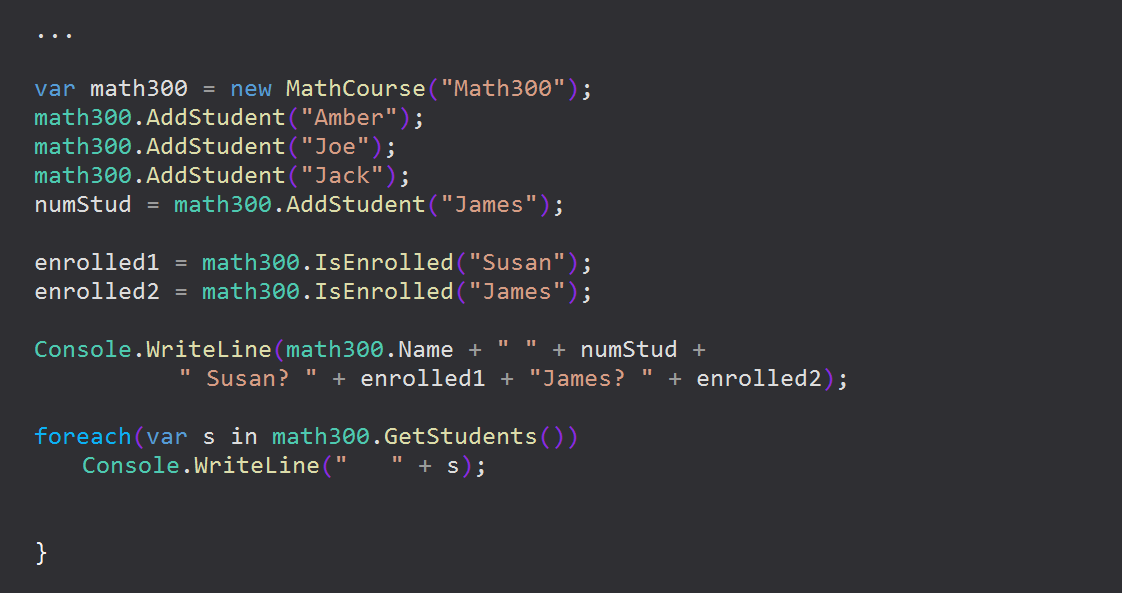 ...
var math300 = new MathCourse("Math300");
math300.AddStudent("Amber");
math300.AddStudent("Joe");
math300.AddStudent("Jack");
numStud = math300.AddStudent("James");
enrolled1 = math300.IsEnrolled("Susan");
enrolled2 = math300.IsEnrolled("James");
Console.WriteLine(math300.Name + " " + numStud +
" Susan? " + enrolled1 + "James? " + enrolled2);
foreach(var s in math300.GetStudents())
Console.WriteLine("   " + s);
}